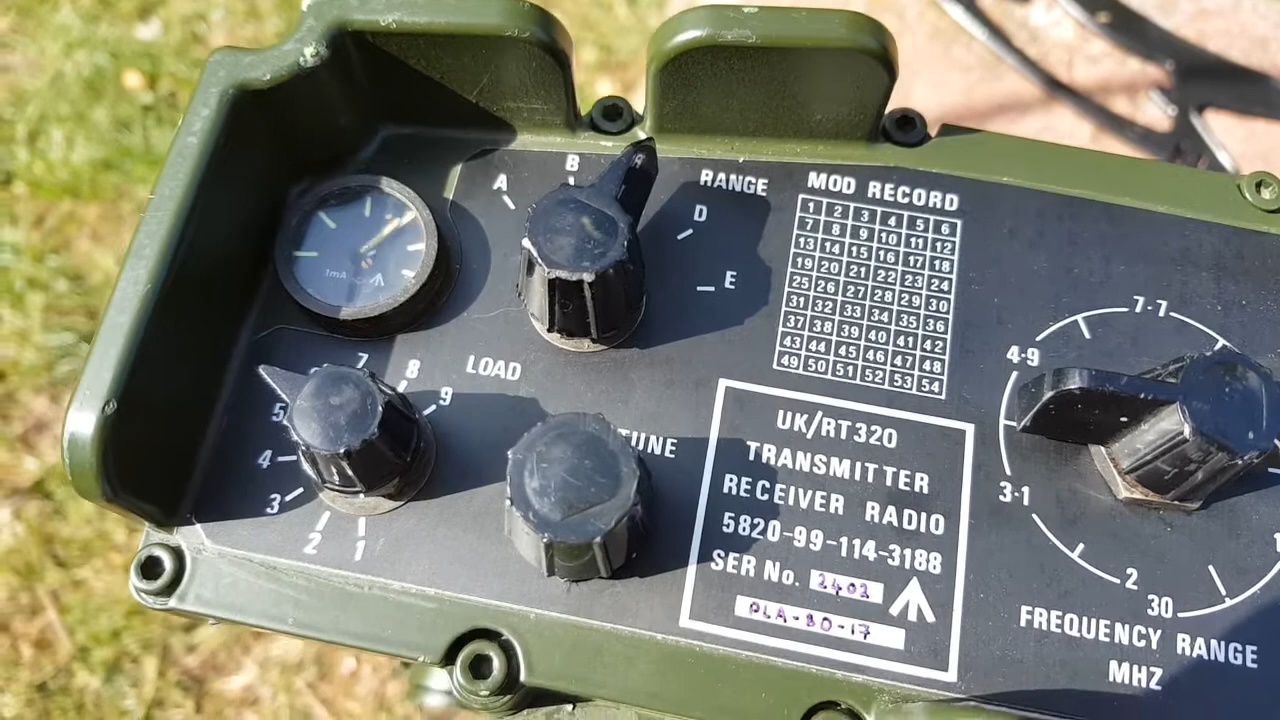 A
B
RANGE
D
E
1mA
MOD RECORD
1 2 3 4 5 6
7 8 9 10 11 12
13 14 15 16 17 18
19 20 21 22 23 24
25 26 27 28 29 30
31 32 33 34 35 36
37 38 39 40 41 42
43 44 45 46 47 48
49 50 51 52 53 54
7
8
9
5
4
3
2
1
LOAD
TUNE
UK/RT320
TRANSMITTER
RECEIVER RADIO
5820-99-114-3188
SER No. 2402
PLA-80-17
7·7
4·9
3·1
2
30
FREQUENCY RANGE
MHZ